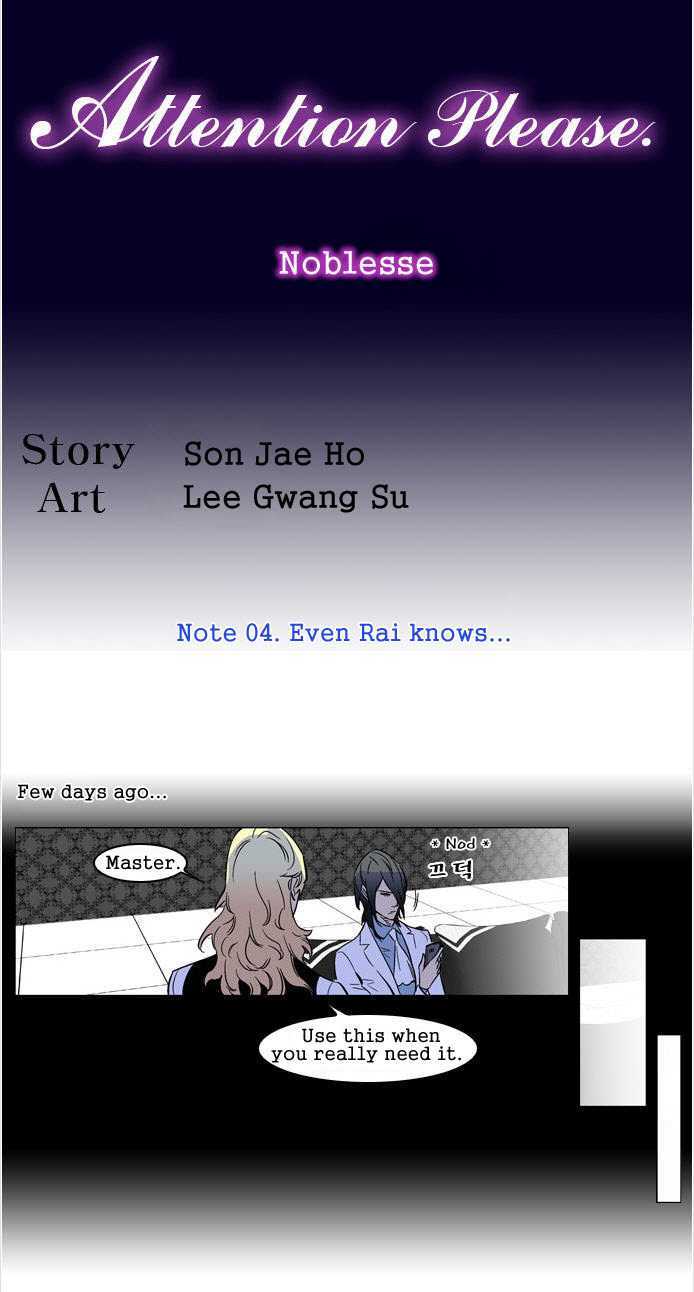 Attention Please.
Noblesse
Story Son Jae Ho
Art Lee Gwang Su
Note 04. Even Rai knows...
Few days ago...
Master.
* Nod *
끄덕
Use this when
you really need it.